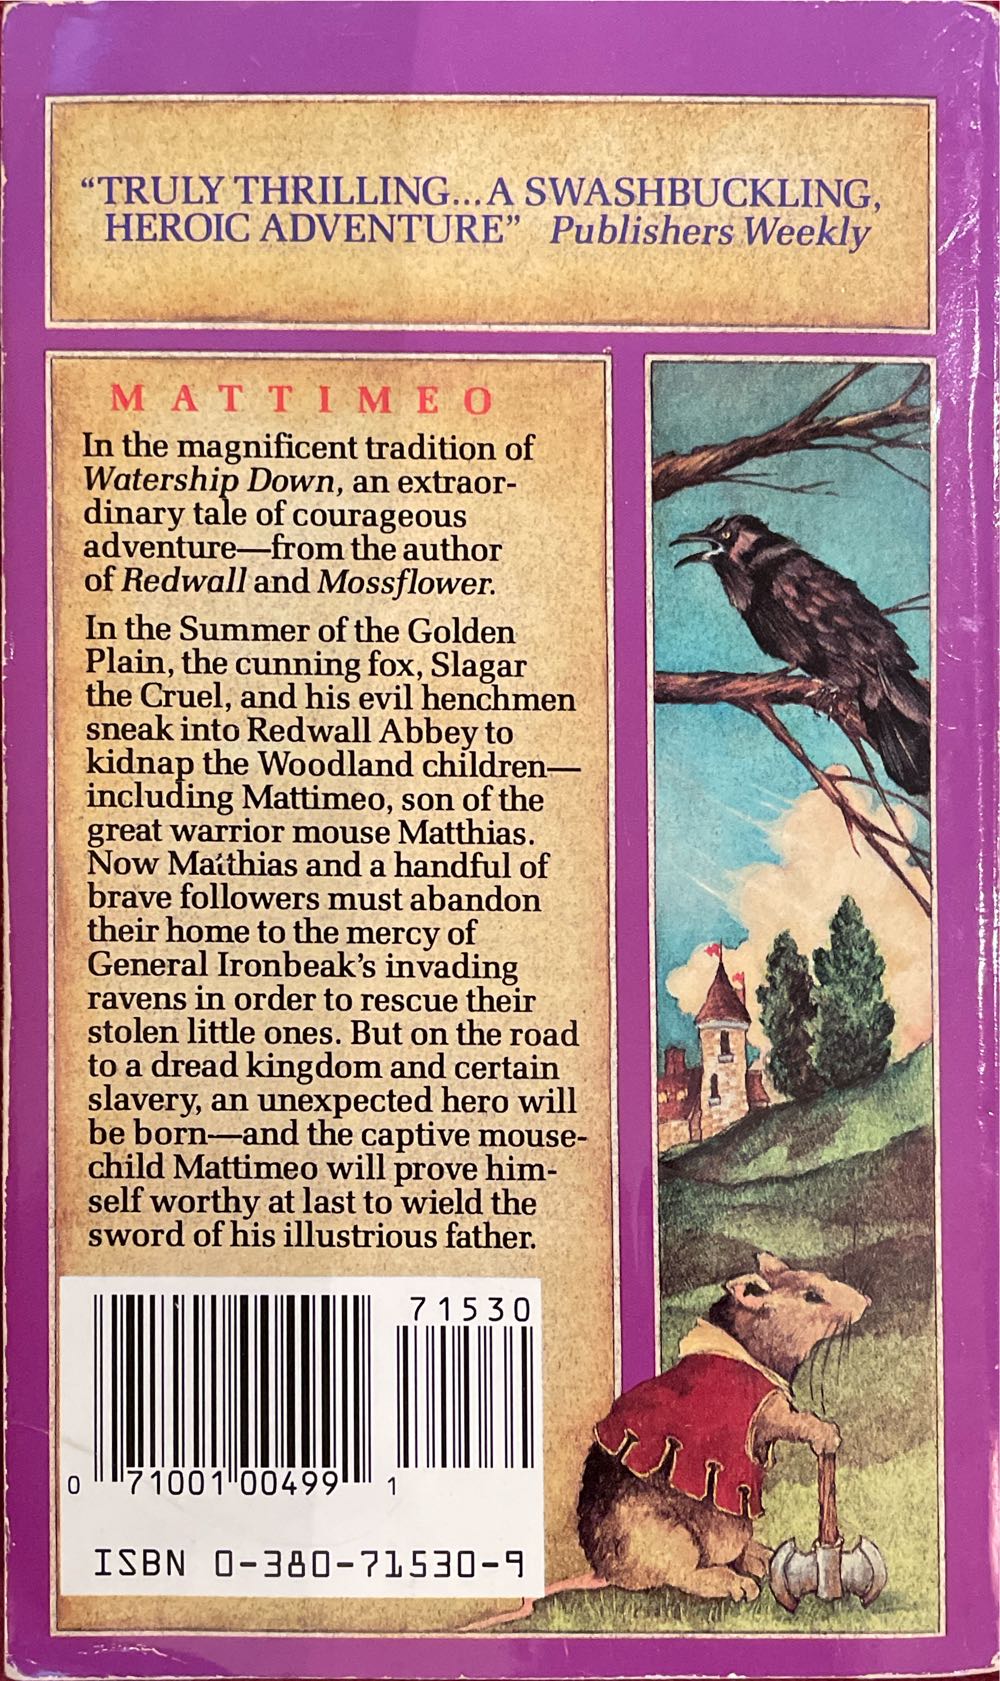 “TRULY THRILLING...A SWASHBUCKLING,
HEROIC ADVENTURE” Publishers Weekly
MATTIMEO
In the magnificent tradition of
Watership Down, an extraor-
dinary tale of courageous
adventure—from the author
of Redwall and Mossflower.
In the Summer of the Golden
Plain, the cunning fox, Slagar
the Cruel, and his evil henchmen
sneak into Redwall Abbey to
kidnap the Woodland children—
including Mattimeo, son of the
great warrior mouse Matthias.
Now Matthias and a handful of
brave followers must abandon
their home to the mercy of
General Ironbeak’s invading
ravens in order to rescue their
stolen little ones. But on the road
to a dread kingdom and certain
slavery, an unexpected hero will
be born—and the captive mouse-
child Mattimeo will prove him-
self worthy at last to wield the
sword of his illustrious father.
71530
0 71001 00499 1
ISBN 0-380-71530-9